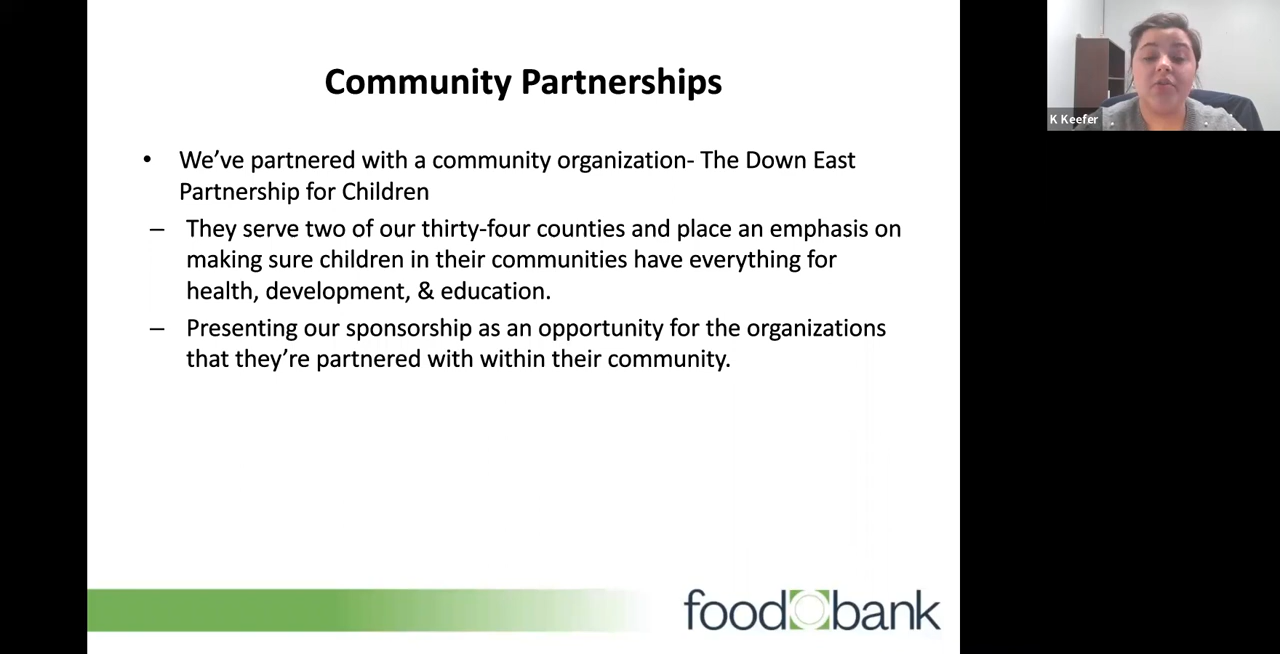 Community Partnerships
K Keefer
• We’ve partnered with a community organization- The Down East
Partnership for Children
– They serve two of our thirty-four counties and place an emphasis on
making sure children in their communities have everything for
health, development, & education.
– Presenting our sponsorship as an opportunity for the organizations
that they’re partnered with within their community.
food bank